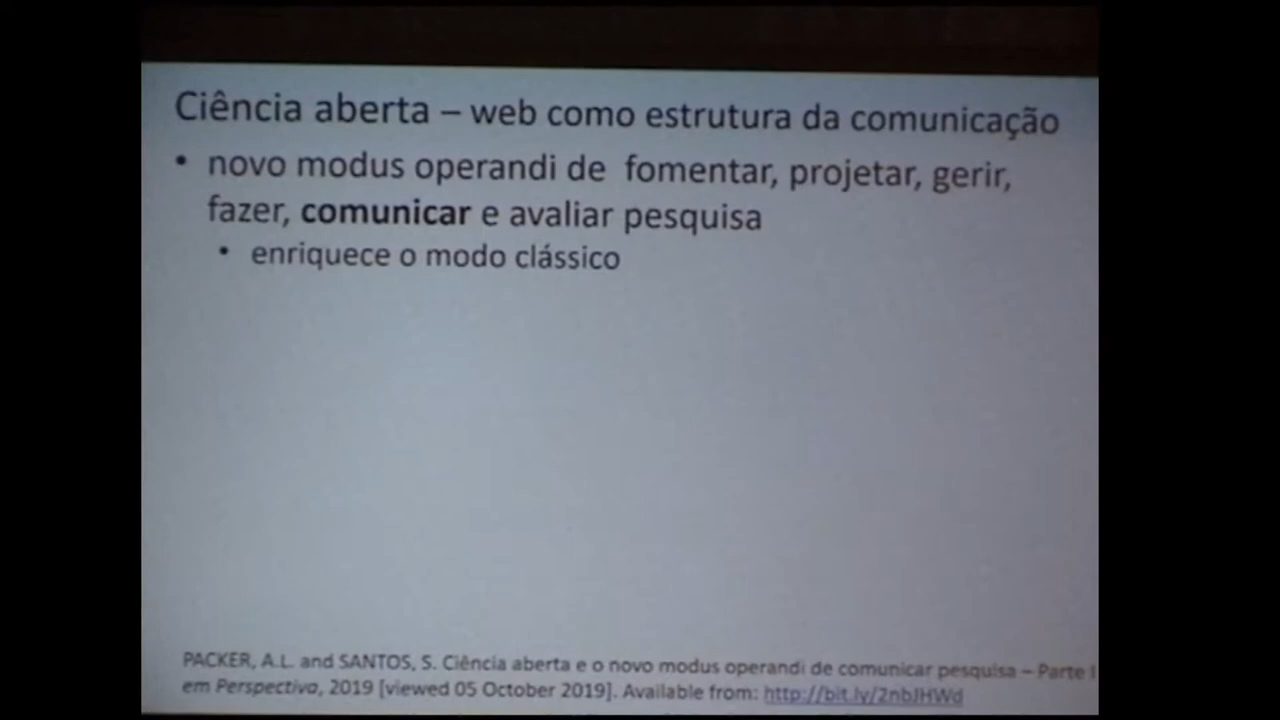 Ciência aberta – web como estrutura da comunicação
• novo modus operandi de fomentar, projetar, gerir,
fazer, comunicar e avaliar pesquisa
• enriquece o modo clássico
PACKER, A.L. and SANTOS, S. Ciência aberta e o novo modus operandi de comunicar pesquisa – Parte I
em Perspectiva, 2019 [viewed 05 October 2019]. Available from: http://bit.ly/2nbJHWd